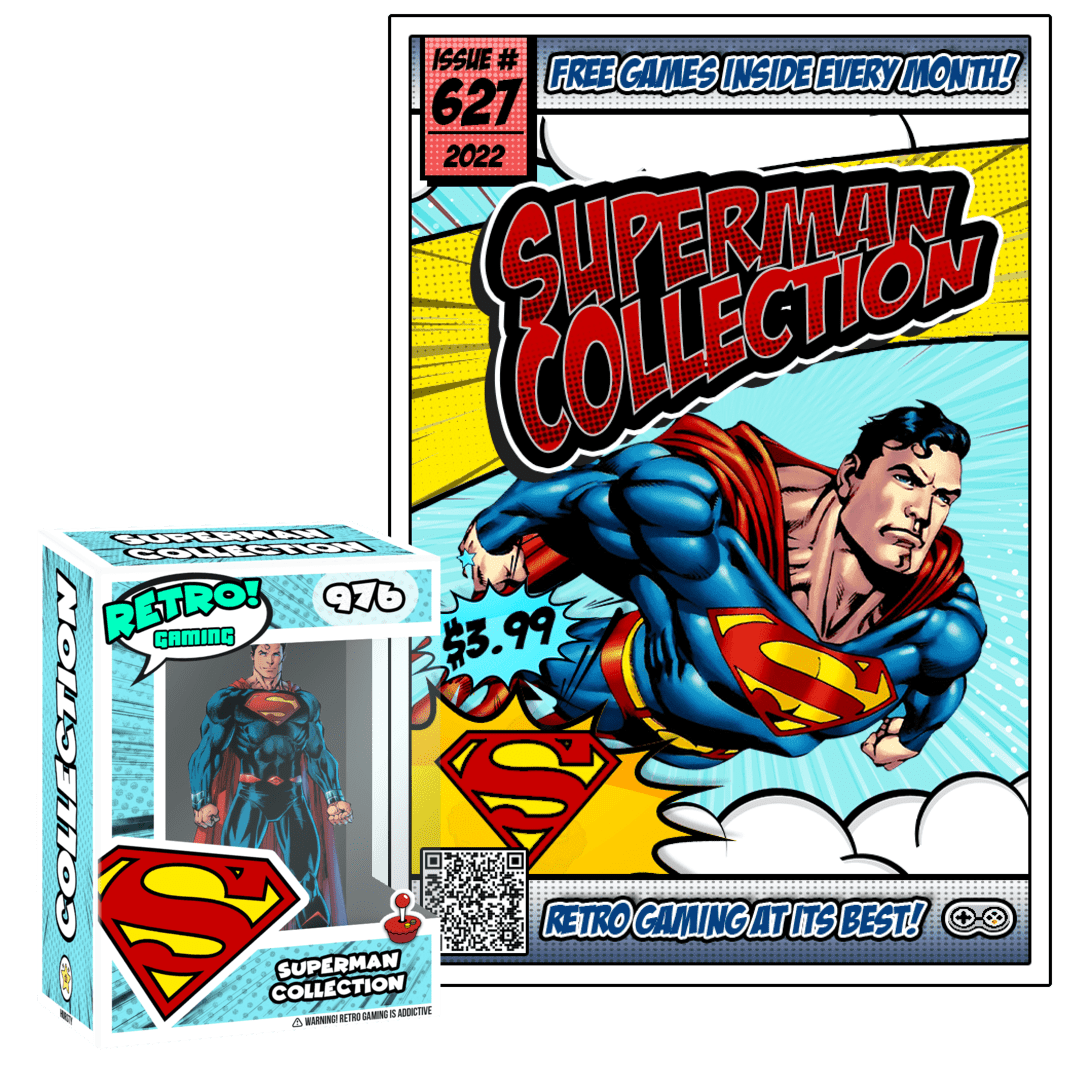 ISSUE #
627
2022
FREE GAMES INSIDE EVERY MONTH!
SUPERMAN
COLLECTION
$3.99
RETRO GAMING AT ITS BEST!
SUPERMAN
COLLECTION
COLLECTION
RETRO!
GAMING
976
SUPERMAN
COLLECTION
⚠ WARNING! RETRO GAMING IS ADDICTIVE